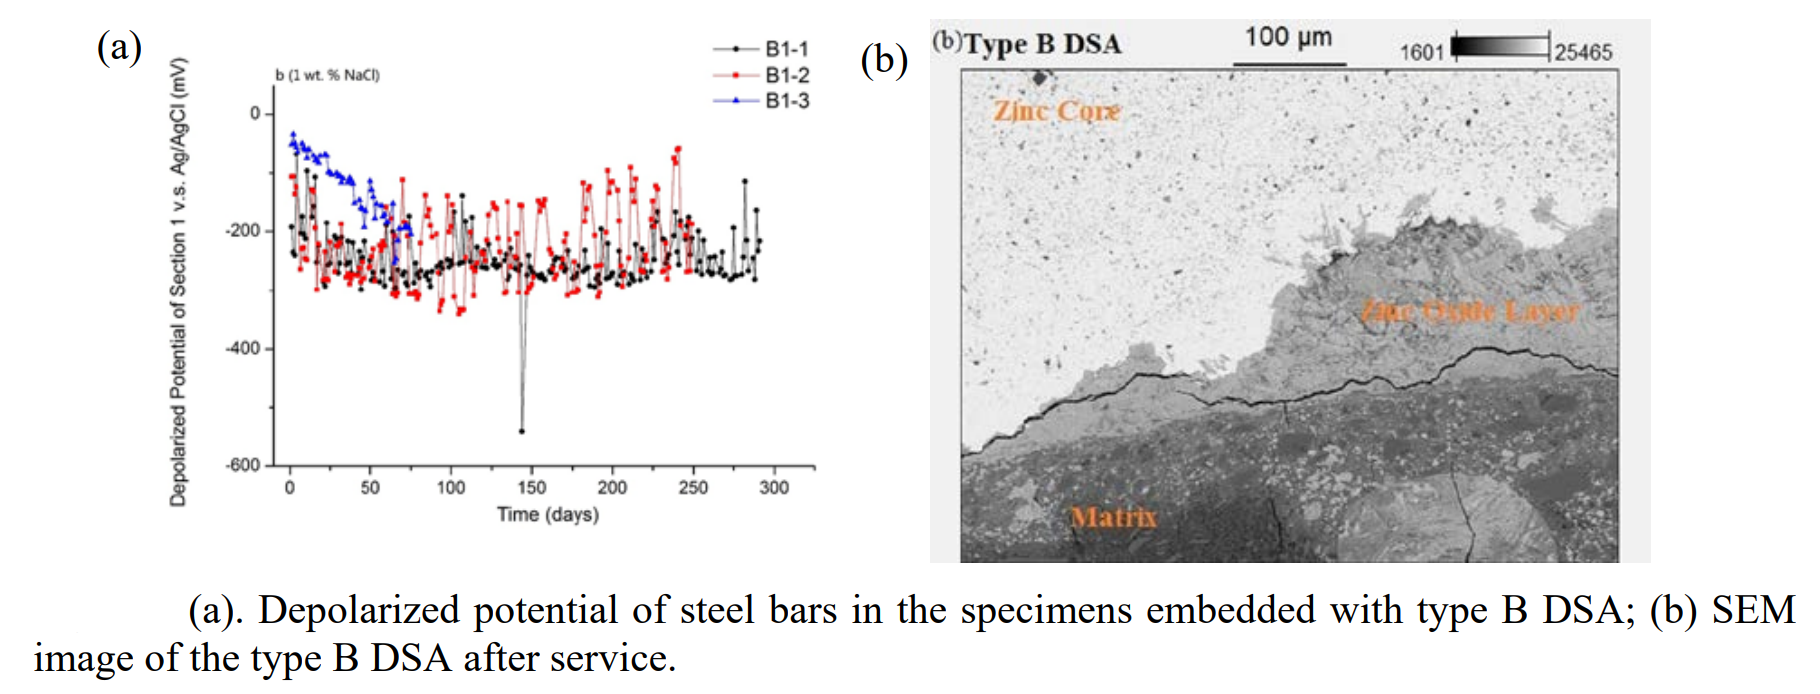 (a)
Depolarized Potential of Section 1 v.s. Ag/AgCl (mV)
b (1 wt. % NaCl)
B1-1
B1-2
B1-3
0
-200
-400
-600
0 50 100 150 200 250 300
Time (days)
(b)
(b)Type B DSA
100 μm
1601 25465
Zinc Core
Zinc Oxide Layer
Matrix
(a). Depolarized potential of steel bars in the specimens embedded with type B DSA; (b) SEM
image of the type B DSA after service.